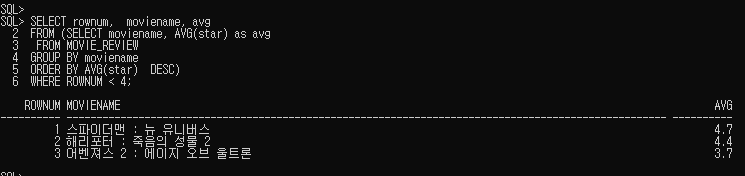 SQL>
SQL> SELECT rownum, moviename, avg
2 FROM (SELECT moviename, AVG(star) as avg
3 FROM MOVIE_REVIEW
4 GROUP BY moviename
5 ORDER BY AVG(star) DESC)
6 WHERE ROWNUM < 4;
ROWNUM MOVIENAME AVG
---------- ---------------------------------------------------------------------------------------------------- ----------
1 스파이더맨 : 뉴 유니버스 4.7
2 해리포터 : 죽음의 성물 2 4.4
3 어벤져스 2 : 에이지 오브 울트론 3.7
SQL>